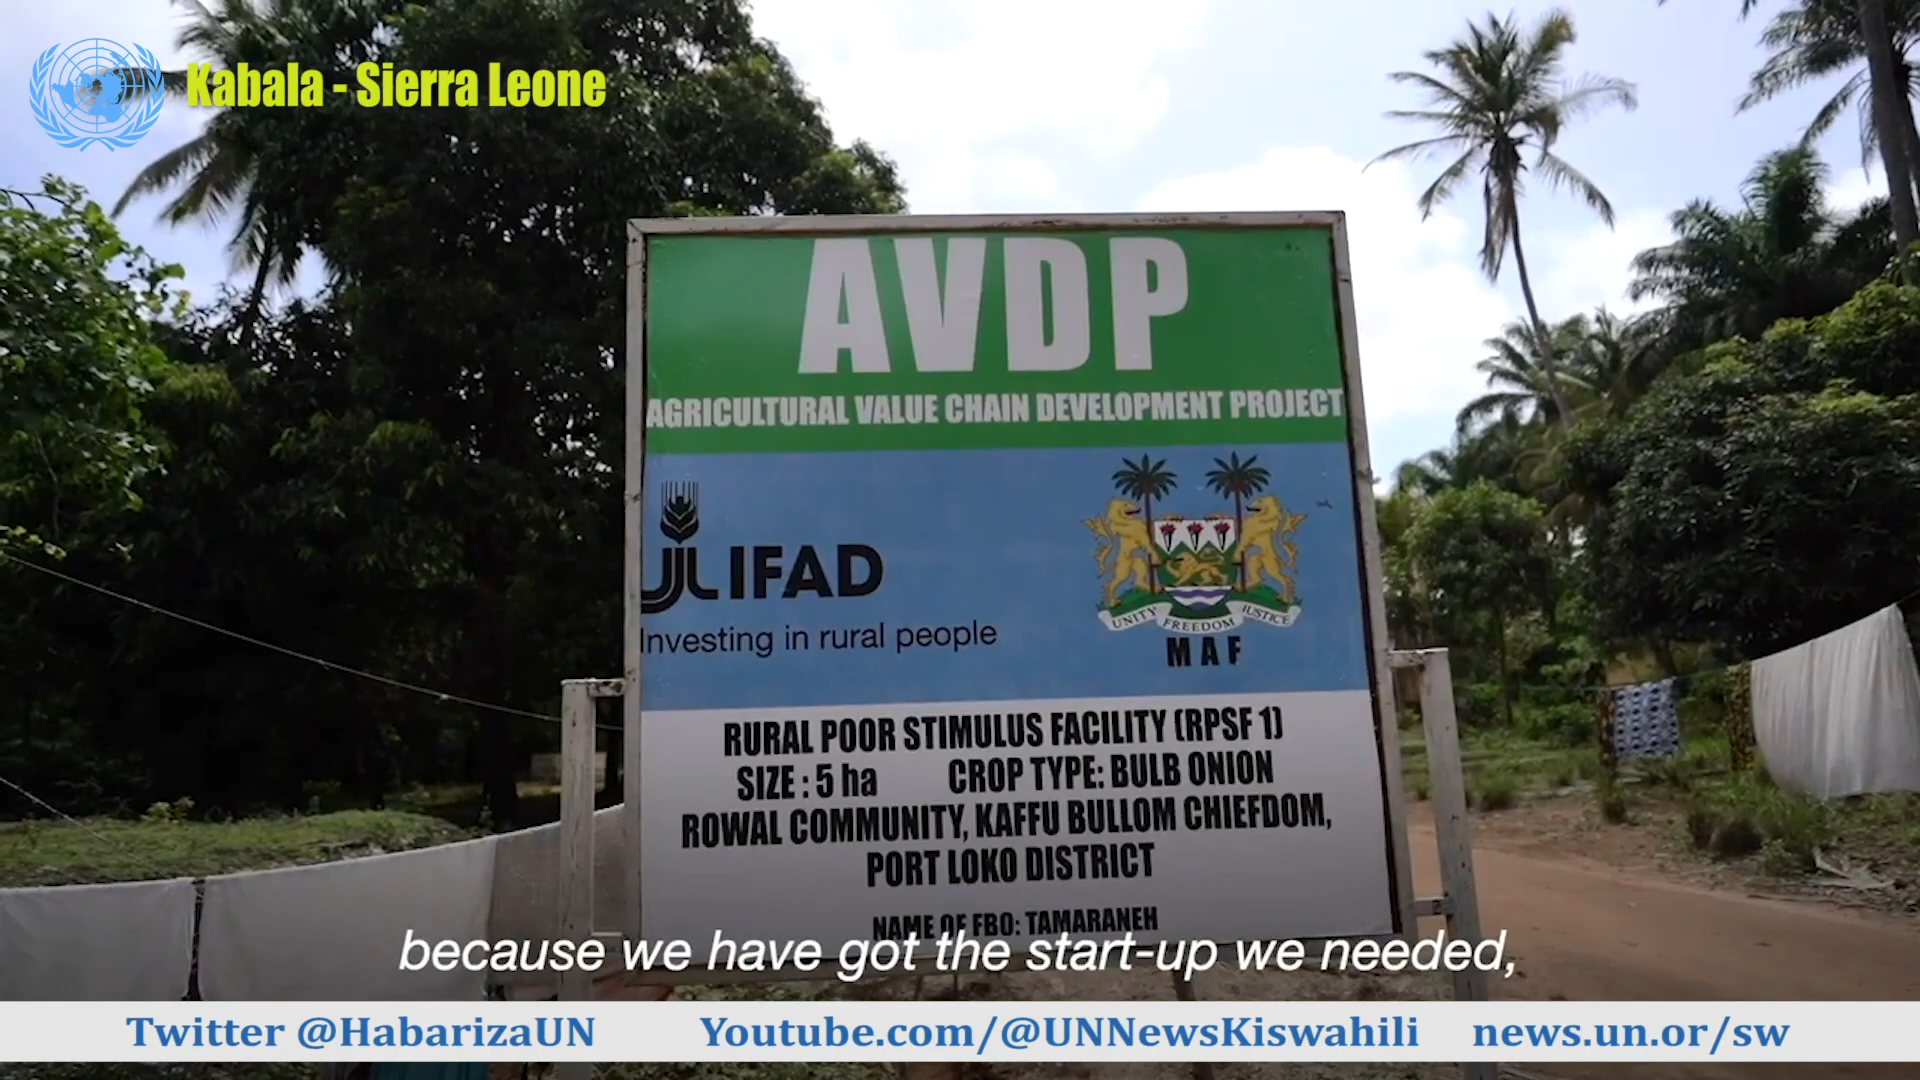 Kabala - Sierra Leone
AVDP
AGRICULTURAL VALUE CHAIN DEVELOPMENT PROJECT
IFAD
Investing in rural people
UNITY FREEDOM JUSTICE
MAF
RURAL POOR STIMULUS FACILITY (RPSF 1)
SIZE : 5 ha CROP TYPE: BULB ONION
ROWAL COMMUNITY, KAFFU BULLOM CHIEFDOM,
PORT LOKO DISTRICT
NAME OF FBO: TAMARANEH
because we have got the start-up we needed,
Twitter @HabarizaUN Youtube.com/@UNNewsKiswahili news.un.or/sw